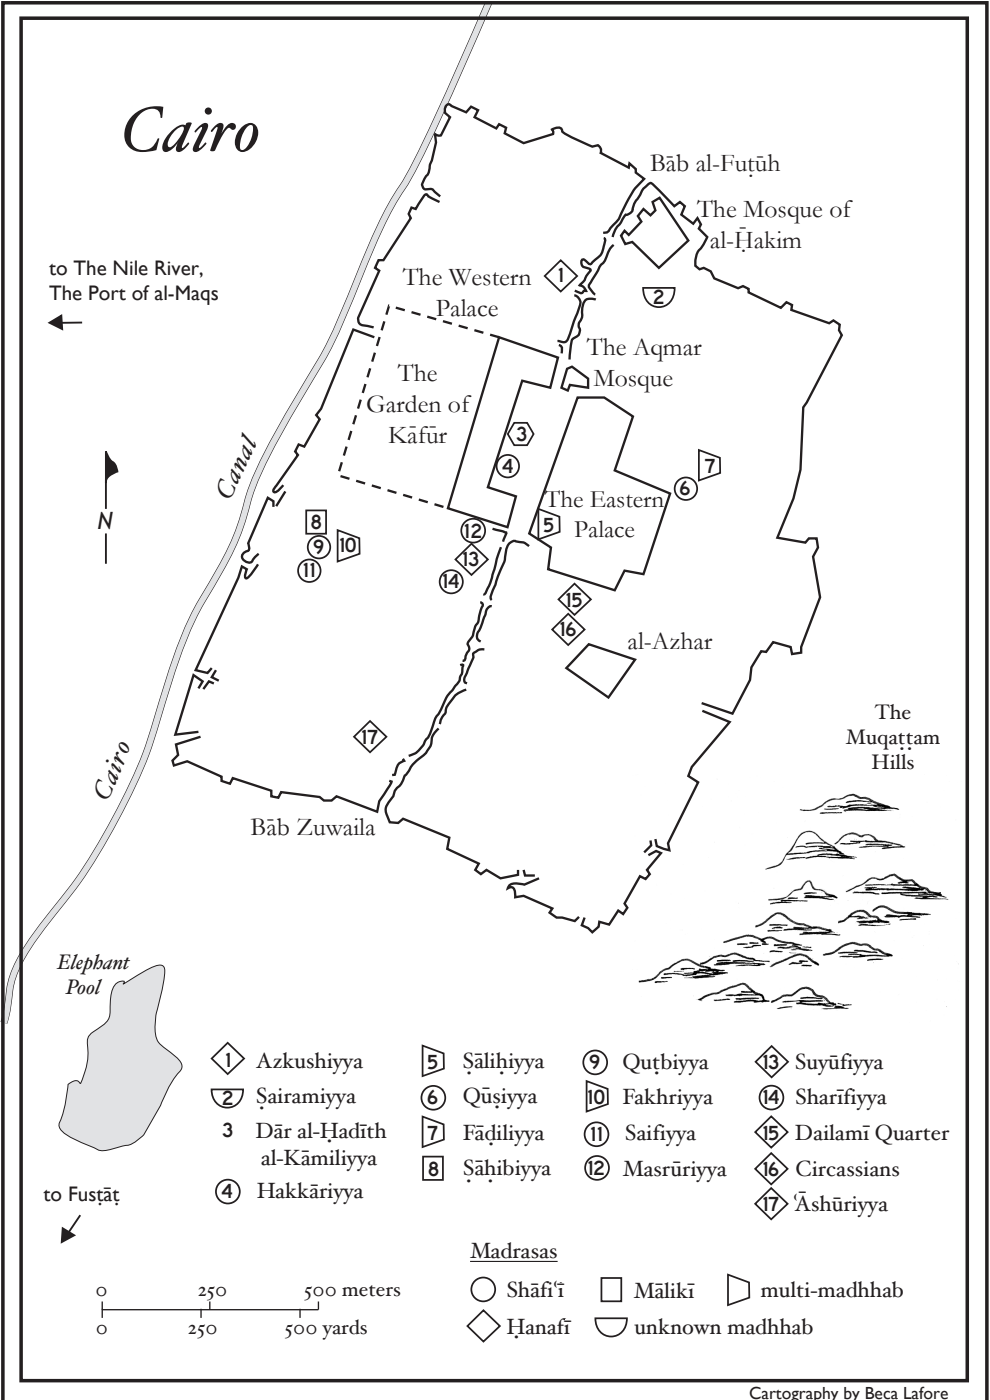 Cairo
Bāb al-Futūḥ
The Mosque of
al-Ḥakim
to The Nile River,
The Port of al-Maqs
The Western
Palace
1
2
The Aqmar
Mosque
The
Garden of
Kāfūr
3
4
Canal
7
6
N
The Eastern
Palace
5
8
9
10
11
12
13
14
15
16
al-Azhar
17
The
Muqaṭṭam
Hills
Cairo
Bāb Zuwaila
Elephant
Pool
1 Azkushiyya
2 Ṣairamiyya
3 Dār al-Ḥadīth
al-Kāmiliyya
4 Hakkāriyya
5 Ṣāliḥiyya
6 Qūṣiyya
7 Fāḍiliyya
8 Ṣāḥibiyya
9 Quṭbiyya
10 Fakhriyya
11 Saifiyya
12 Masrūriyya
13 Suyūfiyya
14 Sharīfiyya
15 Dailamī Quarter
16 Circassians
17 ʿĀshūriyya
to Fusṭāṭ
Madrasas
Shāfiʿī
Mālikī
multi-madhhab
Ḥanafī
unknown madhhab
0 250 500 meters
0 250 500 yards
Cartography by Beca Lafore